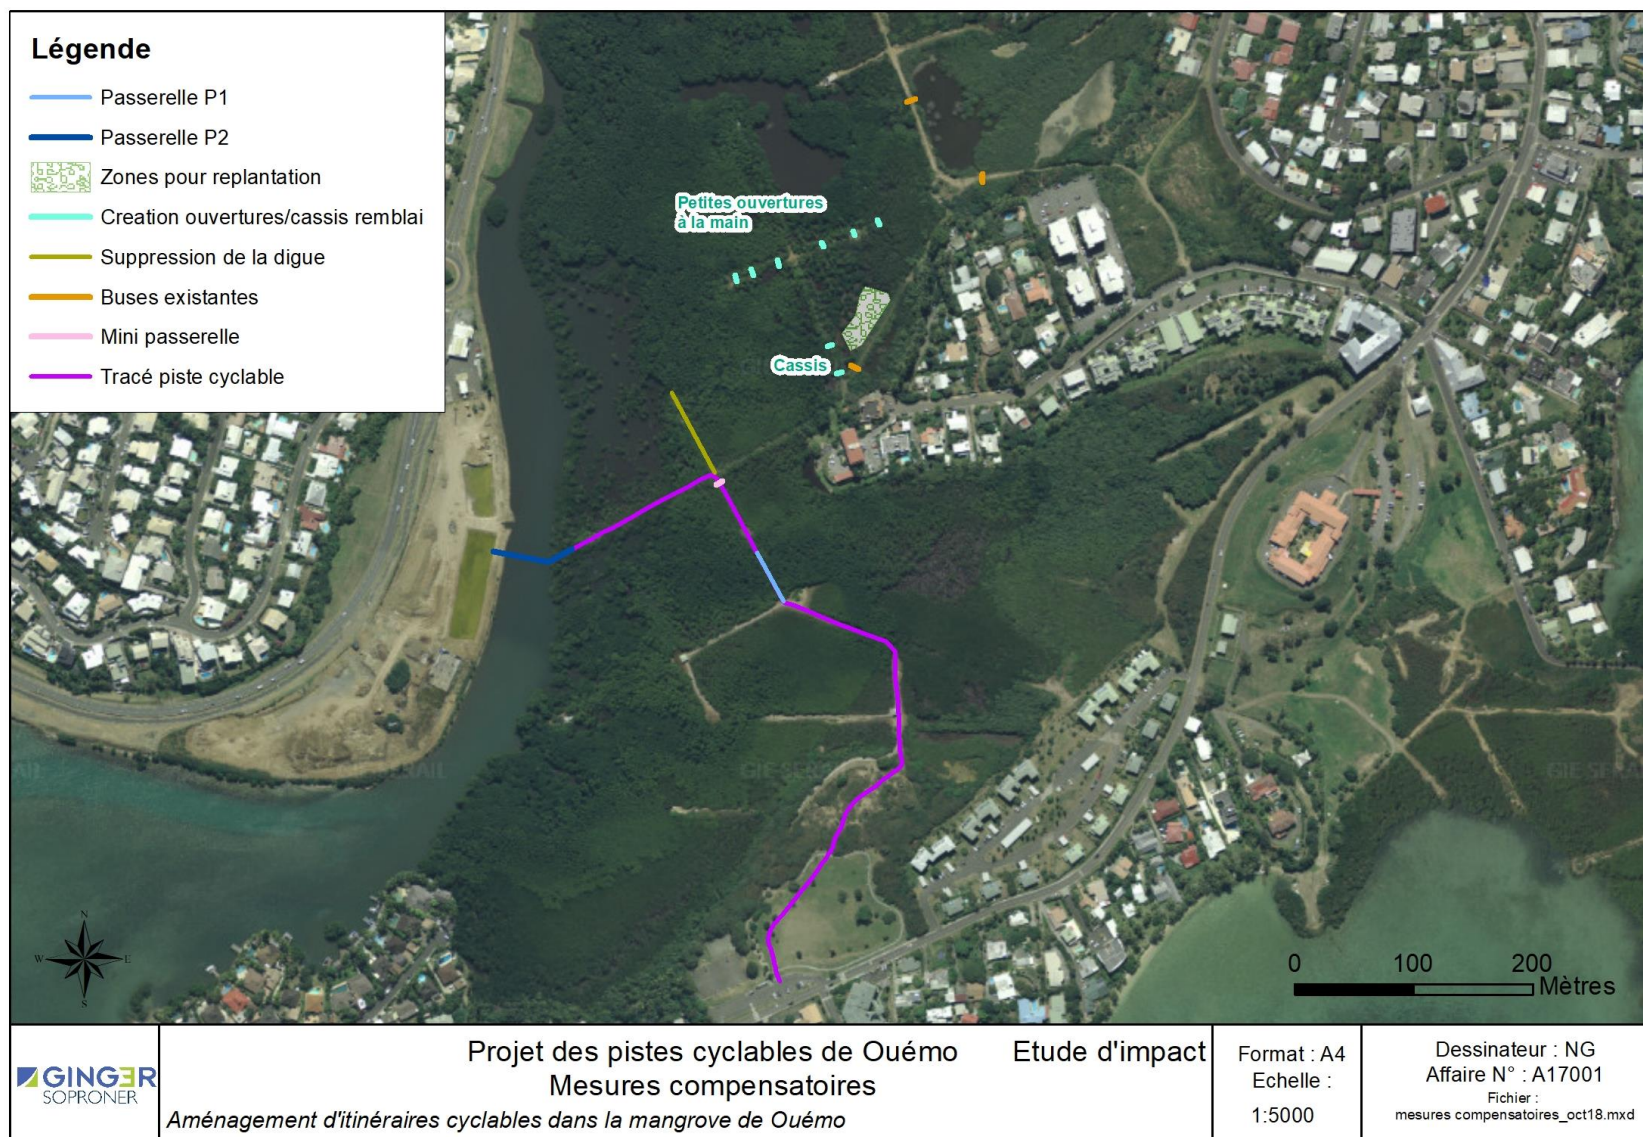 Légende
Passerelle P1
Passerelle P2
Zones pour replantation
Creation ouvertures/cassis remblai
Suppression de la digue
Buses existantes
Mini passerelle
Tracé piste cyclable
Petites ouvertures
à la main
Cassis
N
W
E
S
0 100 200
Mètres
GINGER
SOPRONER
Projet des pistes cyclables de Ouémo Etude d'impact
Mesures compensatoires
Aménagement d'itinéraires cyclables dans la mangrove de Ouémo
Format : A4
Echelle :
1:5000
Dessinateur : NG
Affaire N° : A17001
Fichier :
mesures compensatoires_oct18.mxd